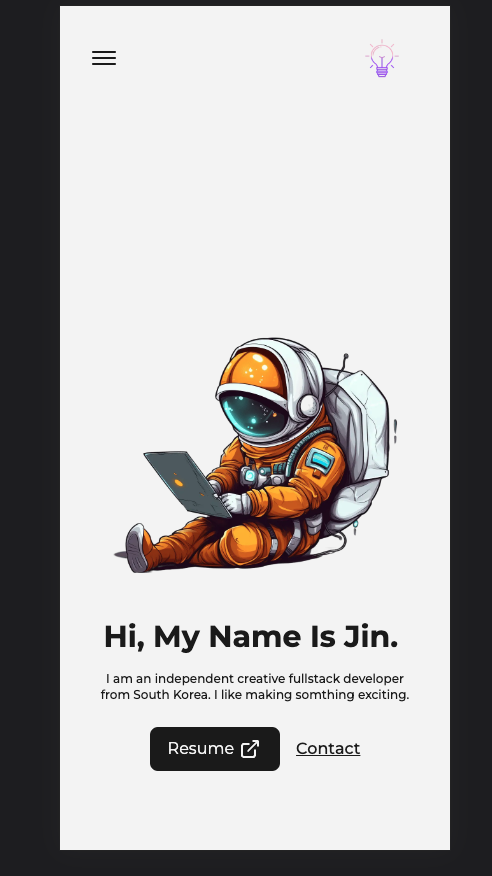 Hi, My Name Is Jin.
I am an independent creative fullstack developer
from South Korea. I like making somthing exciting.
Resume
Contact